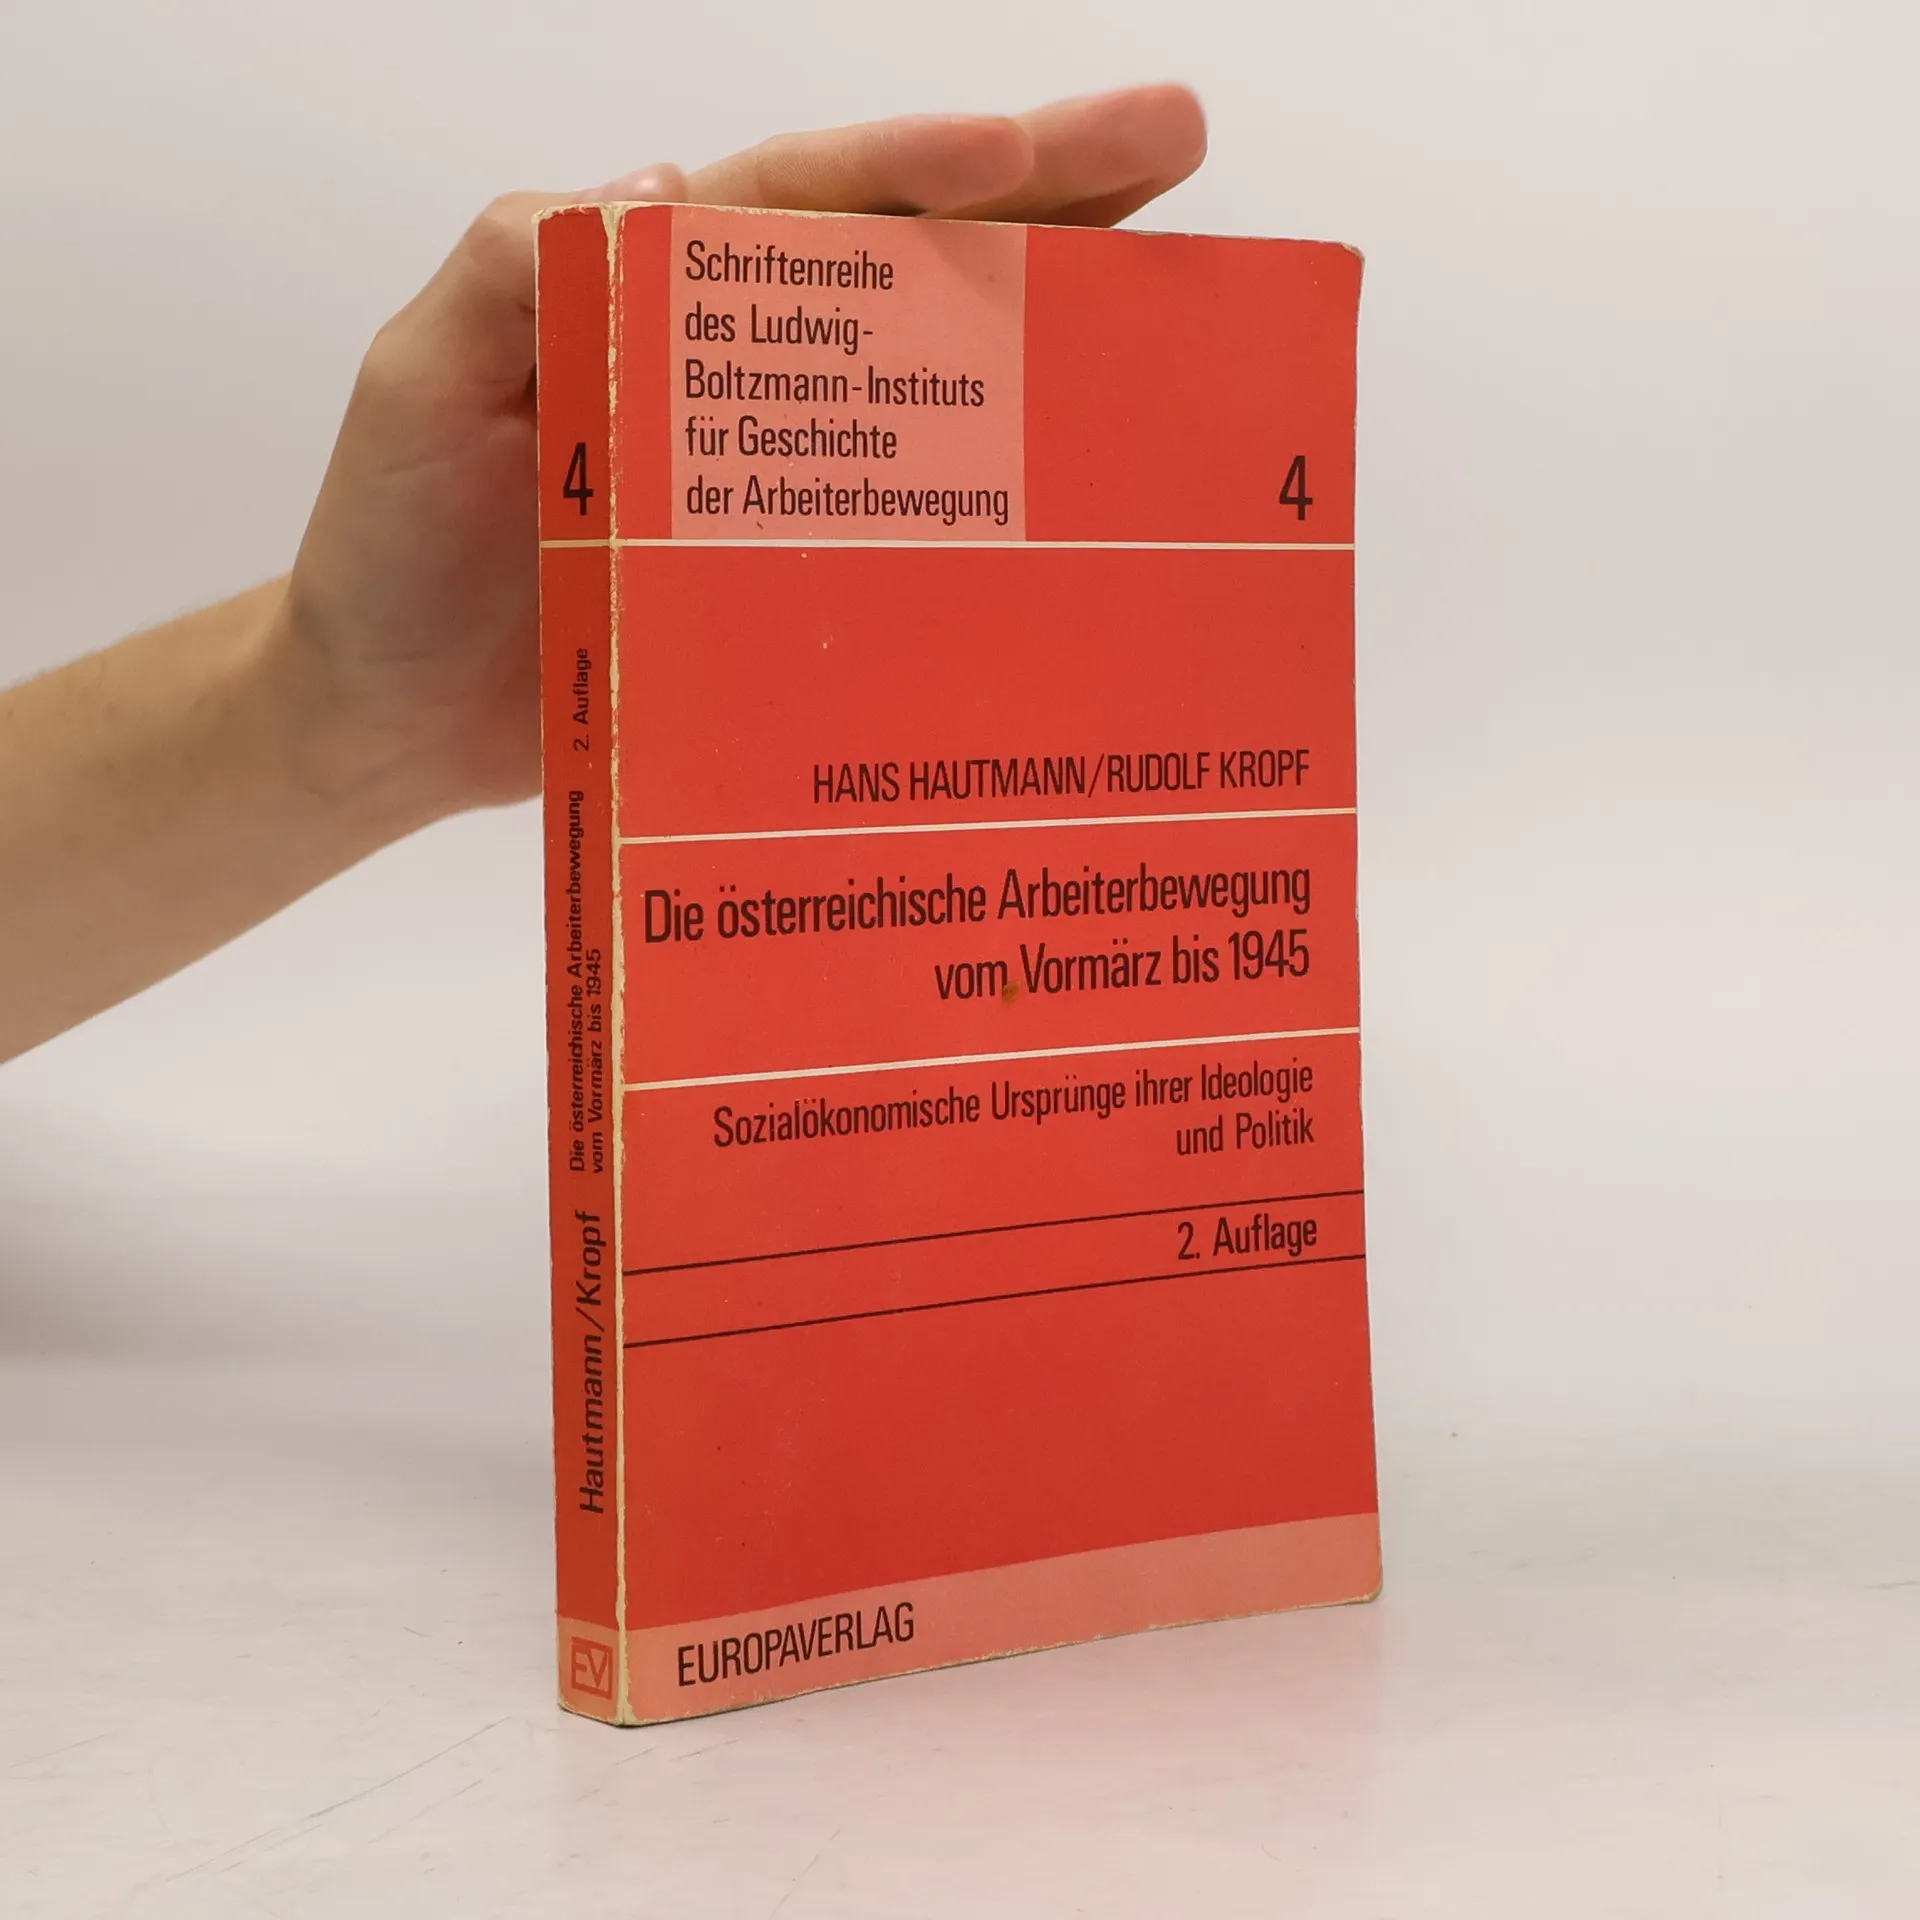 Schriftenreihe
des Ludwig-
Boltzmann-Instituts
für Geschichte
der Arbeiterbewegung
4
HANS HAUTMANN/RUDOLF KROPF
Die österreichische Arbeiterbewegung
vom Vormärz bis 1945
Sozialökonomische Ursprünge ihrer Ideologie
und Politik
2. Auflage
EUROPAVERLAG
4
Hautmann/Kropf
Die österreichische Arbeiterbewegung
vom Vormärz bis 1945
2. Auflage
EV